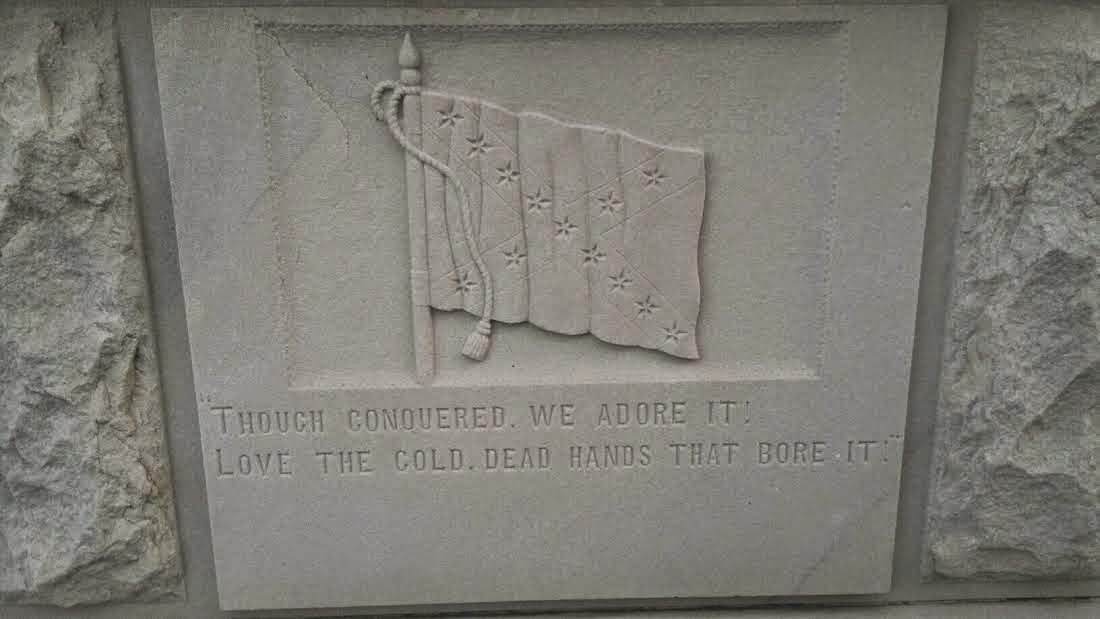 "THOUGH CONQUERED, WE ADORE IT!
LOVE THE COLD, DEAD HANDS THAT BORE IT!"